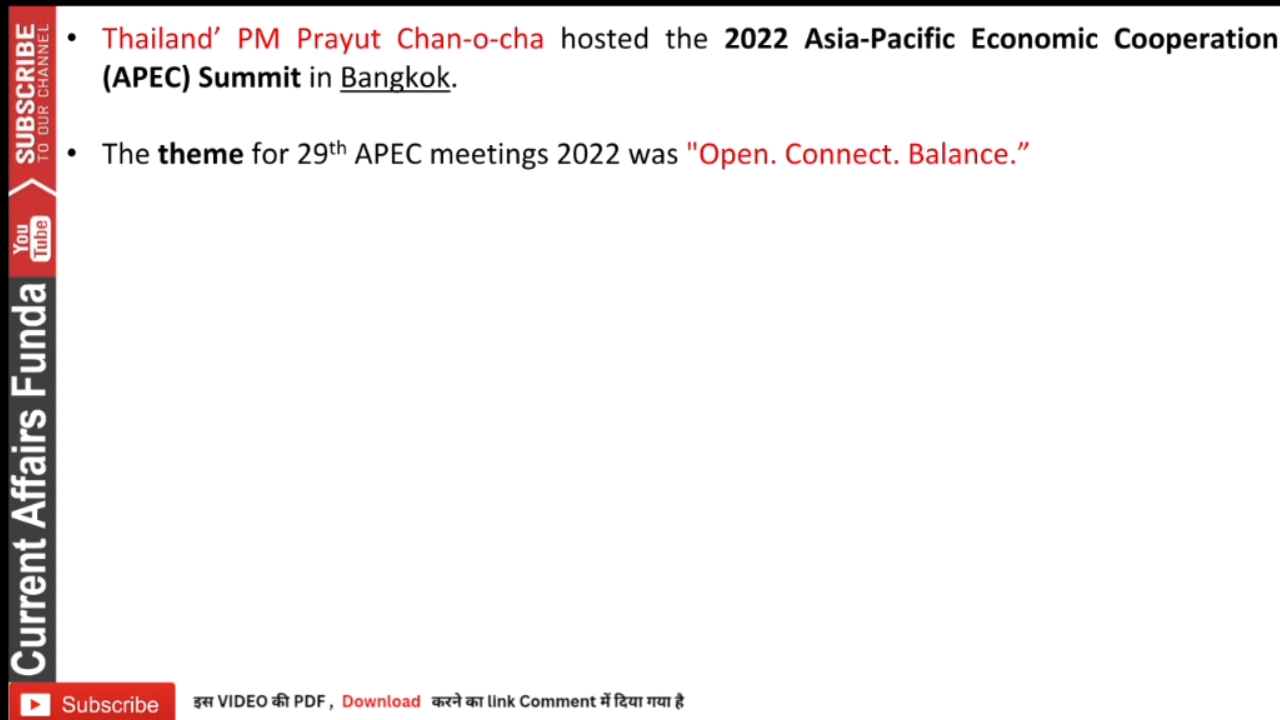 • Thailand’ PM Prayut Chan-o-cha hosted the 2022 Asia-Pacific Economic Cooperation
(APEC) Summit in Bangkok.
• The theme for 29th APEC meetings 2022 was "Open. Connect. Balance.”
SUBSCRIBE
TO OUR CHANNEL
You
Tube
Current Affairs Funda
Subscribe
इस VIDEO की PDF , Download करने का link Comment में दिया गया है